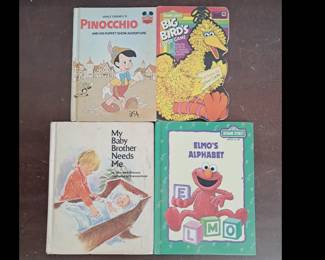 WALT DISNEY'S
PINOCCHIO
AND HIS PUPPET SHOW ADVENTURE
BIG
BIRD'S
GAME
My
Baby
Brother
Needs
Me
SESAME STREET
ELMO'S
ALPHABET
E
L
M
O